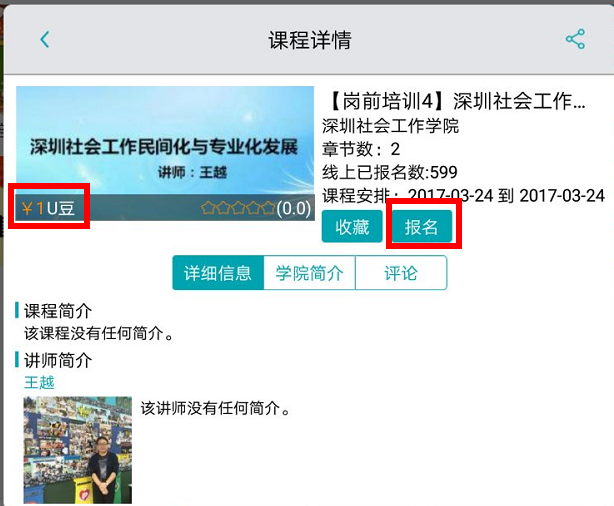 课程详情
深圳社会工作民间化与专业化发展
讲师：王越
￥1U豆
(0.0)
【岗前培训4】深圳社会工作...
深圳社会工作学院
章节数：2
线上已报名数:599
课程安排：2017-03-24 到 2017-03-24
收藏
报名
详细信息
学院简介
评论
课程简介
该课程没有任何简介。
讲师简介
王越
该讲师没有任何简介。